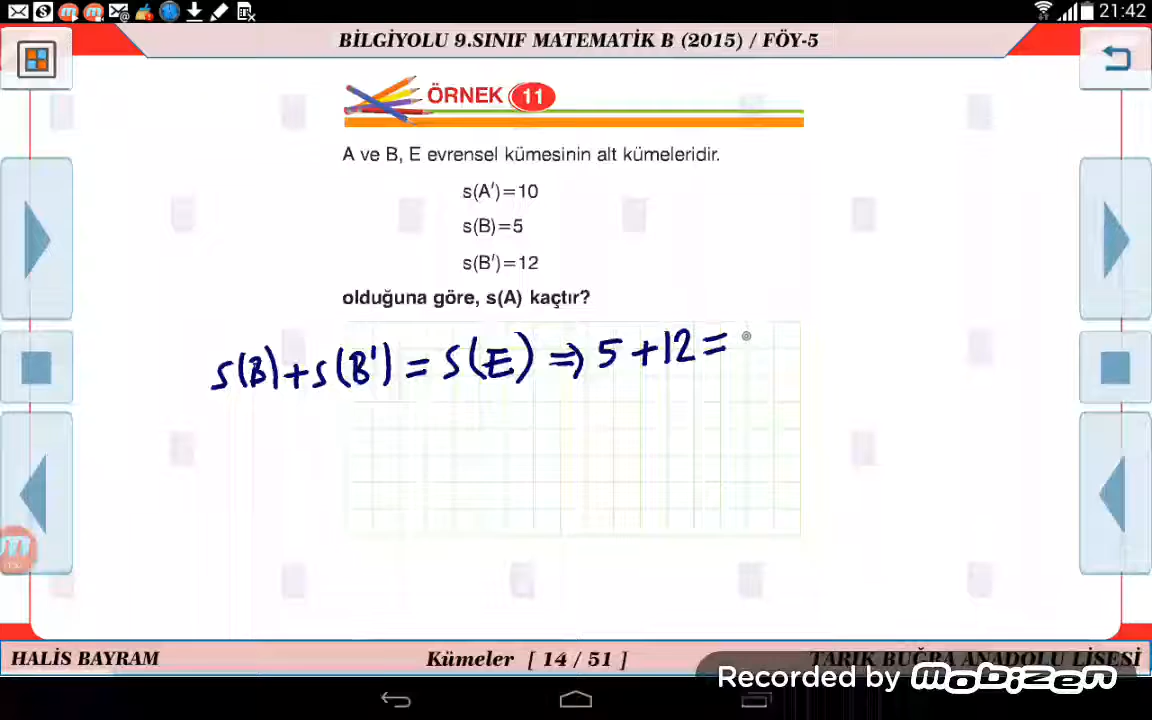 21:42
BİLGİYOLU 9.SINIF MATEMATİK B (2015) / FÖY-5
ÖRNEK 11
A ve B, E evrensel kümesinin alt kümeleridir.
s(A′)=10
s(B)=5
s(B′)=12
olduğuna göre, s(A) kaçtır?
s(B)+s(B')=s(E)⇒5+12=
HALİS BAYRAM
Kümeler [ 14 / 51 ]
TARIK BUĞRA ANADOLU LİSESİ
Recorded by Mobizen